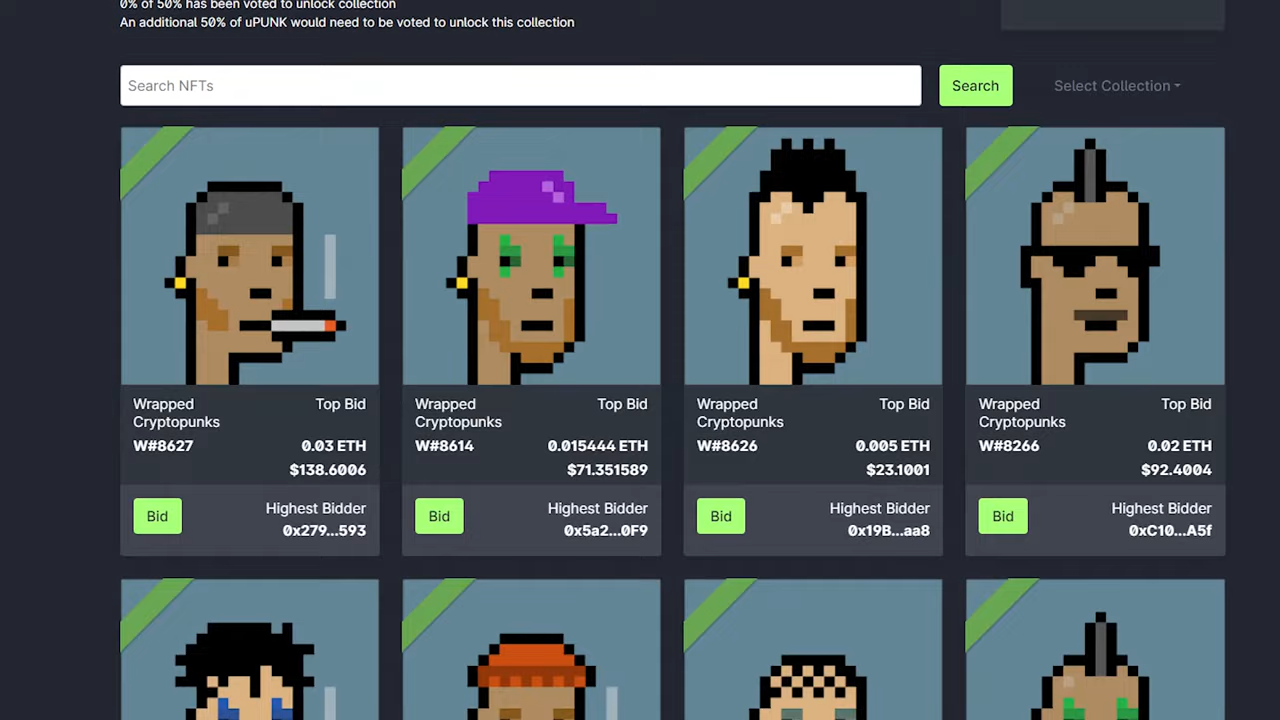 0% of 50% has been voted to unlock collection
An additional 50% of uPUNK would need to be voted to unlock this collection
Search NFTs
Search
Select Collection
Wrapped Cryptopunks
Top Bid
W#8627
0.03 ETH
$138.6006
Bid
Highest Bidder
0x279...593
Wrapped Cryptopunks
Top Bid
W#8614
0.015444 ETH
$71.351589
Bid
Highest Bidder
0x5a2...0F9
Wrapped Cryptopunks
Top Bid
W#8626
0.005 ETH
$23.1001
Bid
Highest Bidder
0x19B...aa8
Wrapped Cryptopunks
Top Bid
W#8266
0.02 ETH
$92.4004
Bid
Highest Bidder
0xC10...A5f